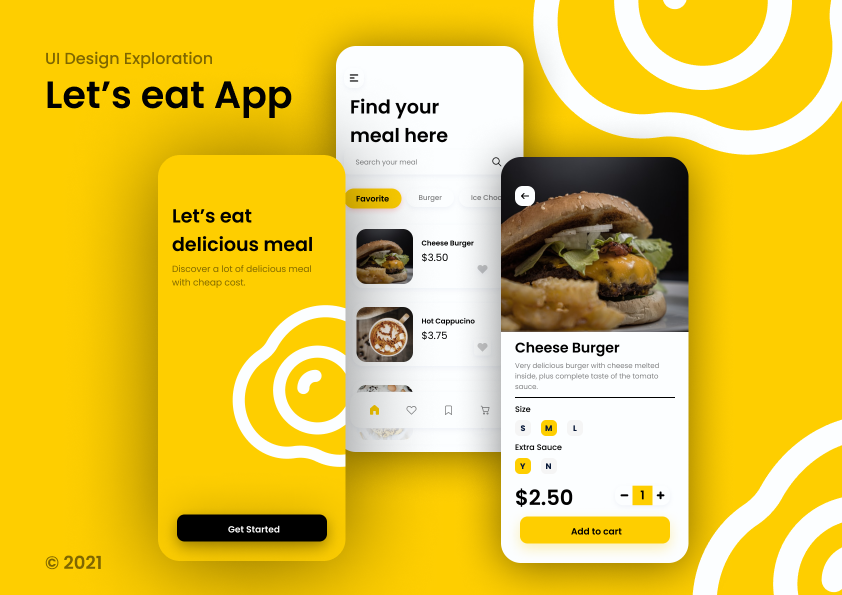 UI Design Exploration
Let’s eat App
Let’s eat
delicious meal
Discover a lot of delicious meal
with cheap cost.
Get Started
Find your
meal here
Search your meal
Favorite
Burger
Cheese Burger
$3.50
Hot Cappucino
$3.75
Cheese Burger
Very delicious burger with cheese melted
inside, plus complete taste of the tomato
sauce.
Size
S M L
Extra Sauce
Y N
$2.50
− 1 +
Add to cart
© 2021